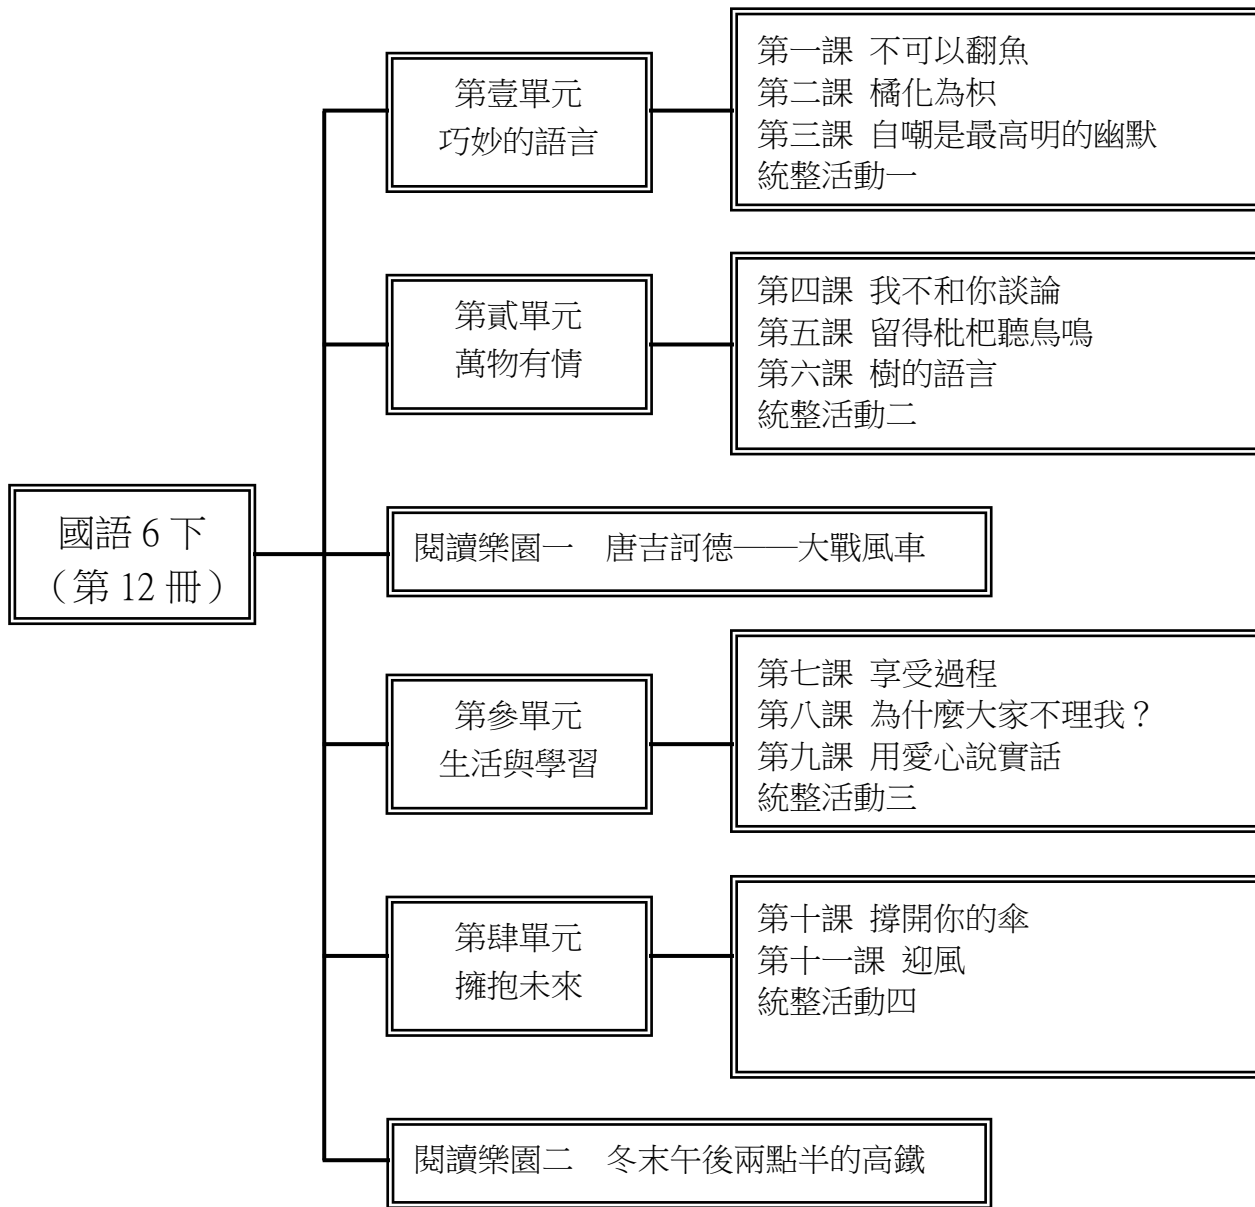 國語 6 下
（第 12 冊）
第壹單元
巧妙的語言
第一課 不可以翻魚
第二課 橘化為枳
第三課 自嘲是最高明的幽默
統整活動一
第貳單元
萬物有情
第四課 我不和你談論
第五課 留得枇杷聽鳥鳴
第六課 樹的語言
統整活動二
閱讀樂園一　唐吉訶德——大戰風車
第參單元
生活與學習
第七課 享受過程
第八課 為什麼大家不理我？
第九課 用愛心說實話
統整活動三
第肆單元
擁抱未來
第十課 撐開你的傘
第十一課 迎風
統整活動四
閱讀樂園二　冬末午後兩點半的高鐵